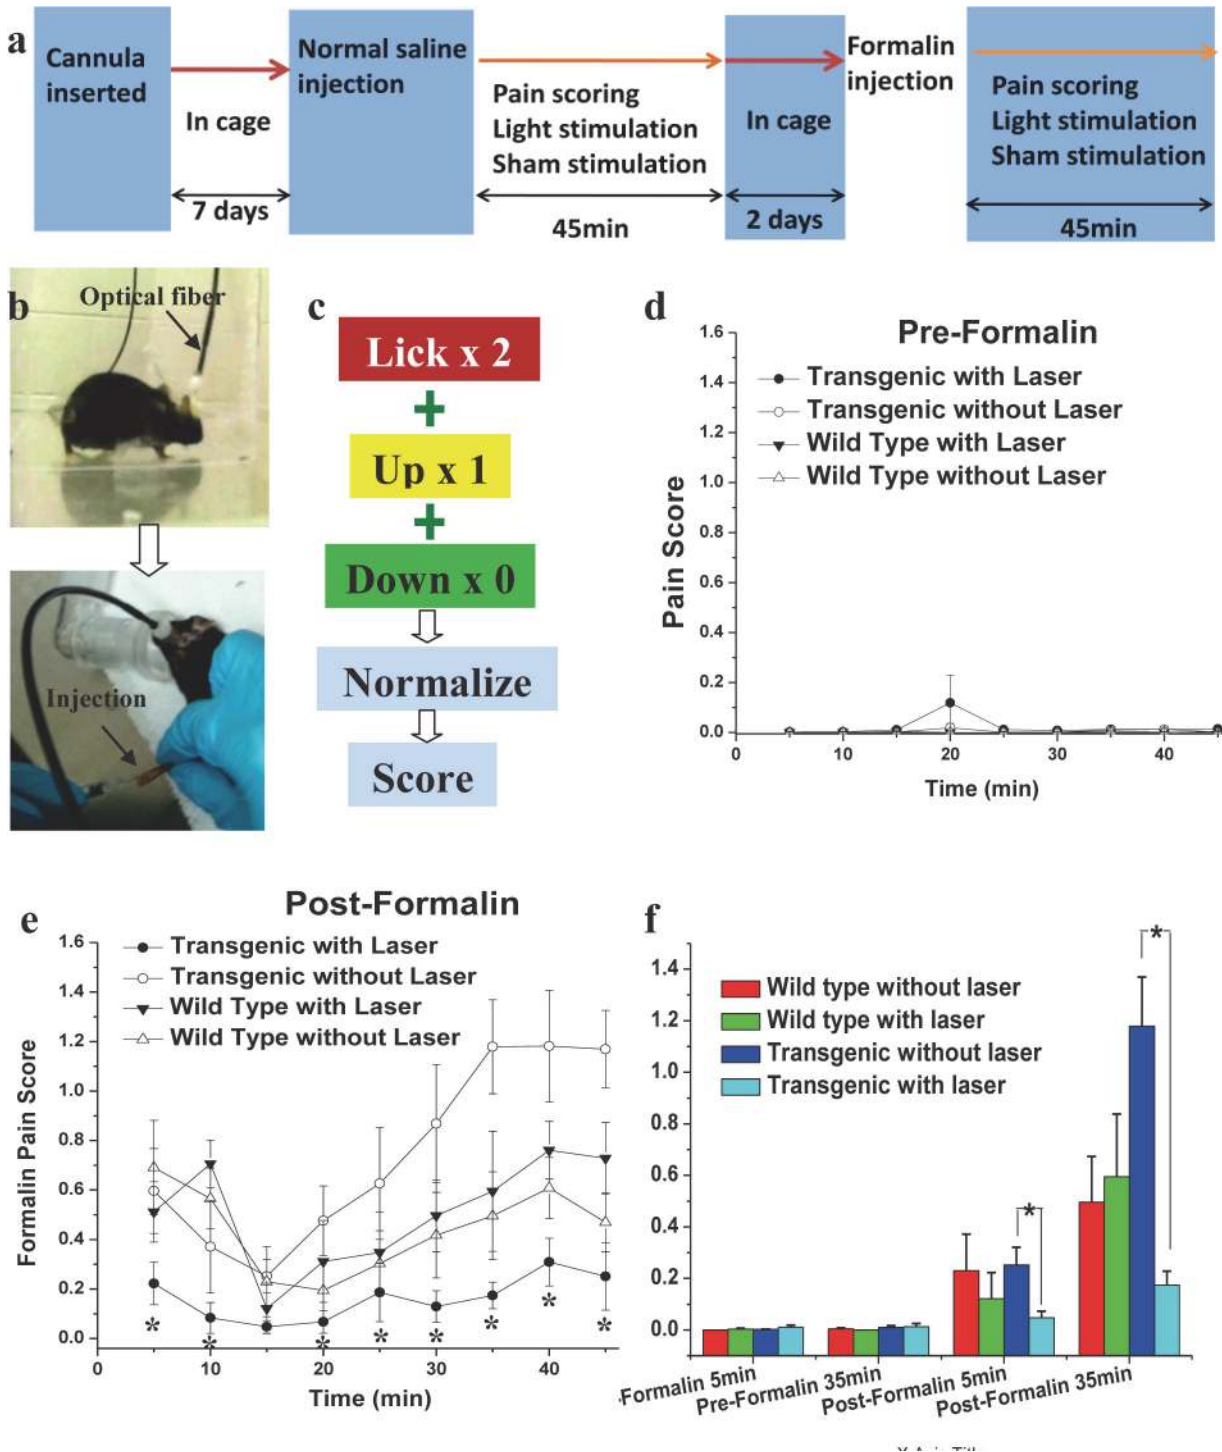 a
Cannula
inserted
In cage
7 days
Normal saline
injection
Pain scoring
Light stimulation
Sham stimulation
45min
In cage
2 days
Formalin
injection
Pain scoring
Light stimulation
Sham stimulation
45min
b
Optical fiber
Injection
c
Lick x 2
+
Up x 1
+
Down x 0
Normalize
Score
d
Pre-Formalin
Transgenic with Laser
Transgenic without Laser
Wild Type with Laser
Wild Type without Laser
Pain Score
1.6
1.4
1.2
1.0
0.8
0.6
0.4
0.2
0.0
0 10 20 30 40
Time (min)
e
Post-Formalin
Transgenic with Laser
Transgenic without Laser
Wild Type with Laser
Wild Type without Laser
Formalin Pain Score
1.6
1.4
1.2
1.0
0.8
0.6
0.4
0.2
0.0
* * * * * * * *
0 10 20 30 40
Time (min)
f
Wild type without laser
Wild type with laser
Transgenic without laser
Transgenic with laser
1.4
1.2
1.0
0.8
0.6
0.4
0.2
0.0
*
*
-Formalin 5min
Pre-Formalin 35min
Post-Formalin 5min
Post-Formalin 35min